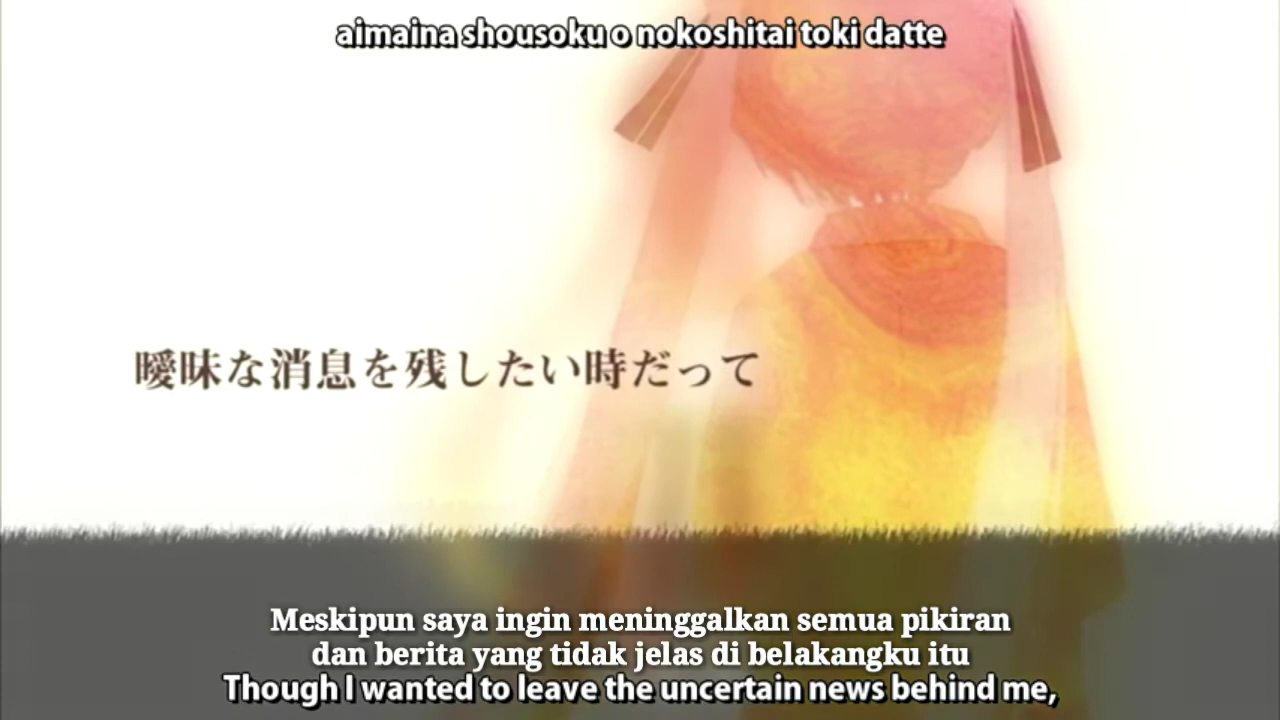 aimaina shousoku o nokoshitai toki datte
曖昧な消息を残したい時だって
Meskipun saya ingin meninggalkan semua pikiran
dan berita yang tidak jelas di belakangku itu
Though I wanted to leave the uncertain news behind me,